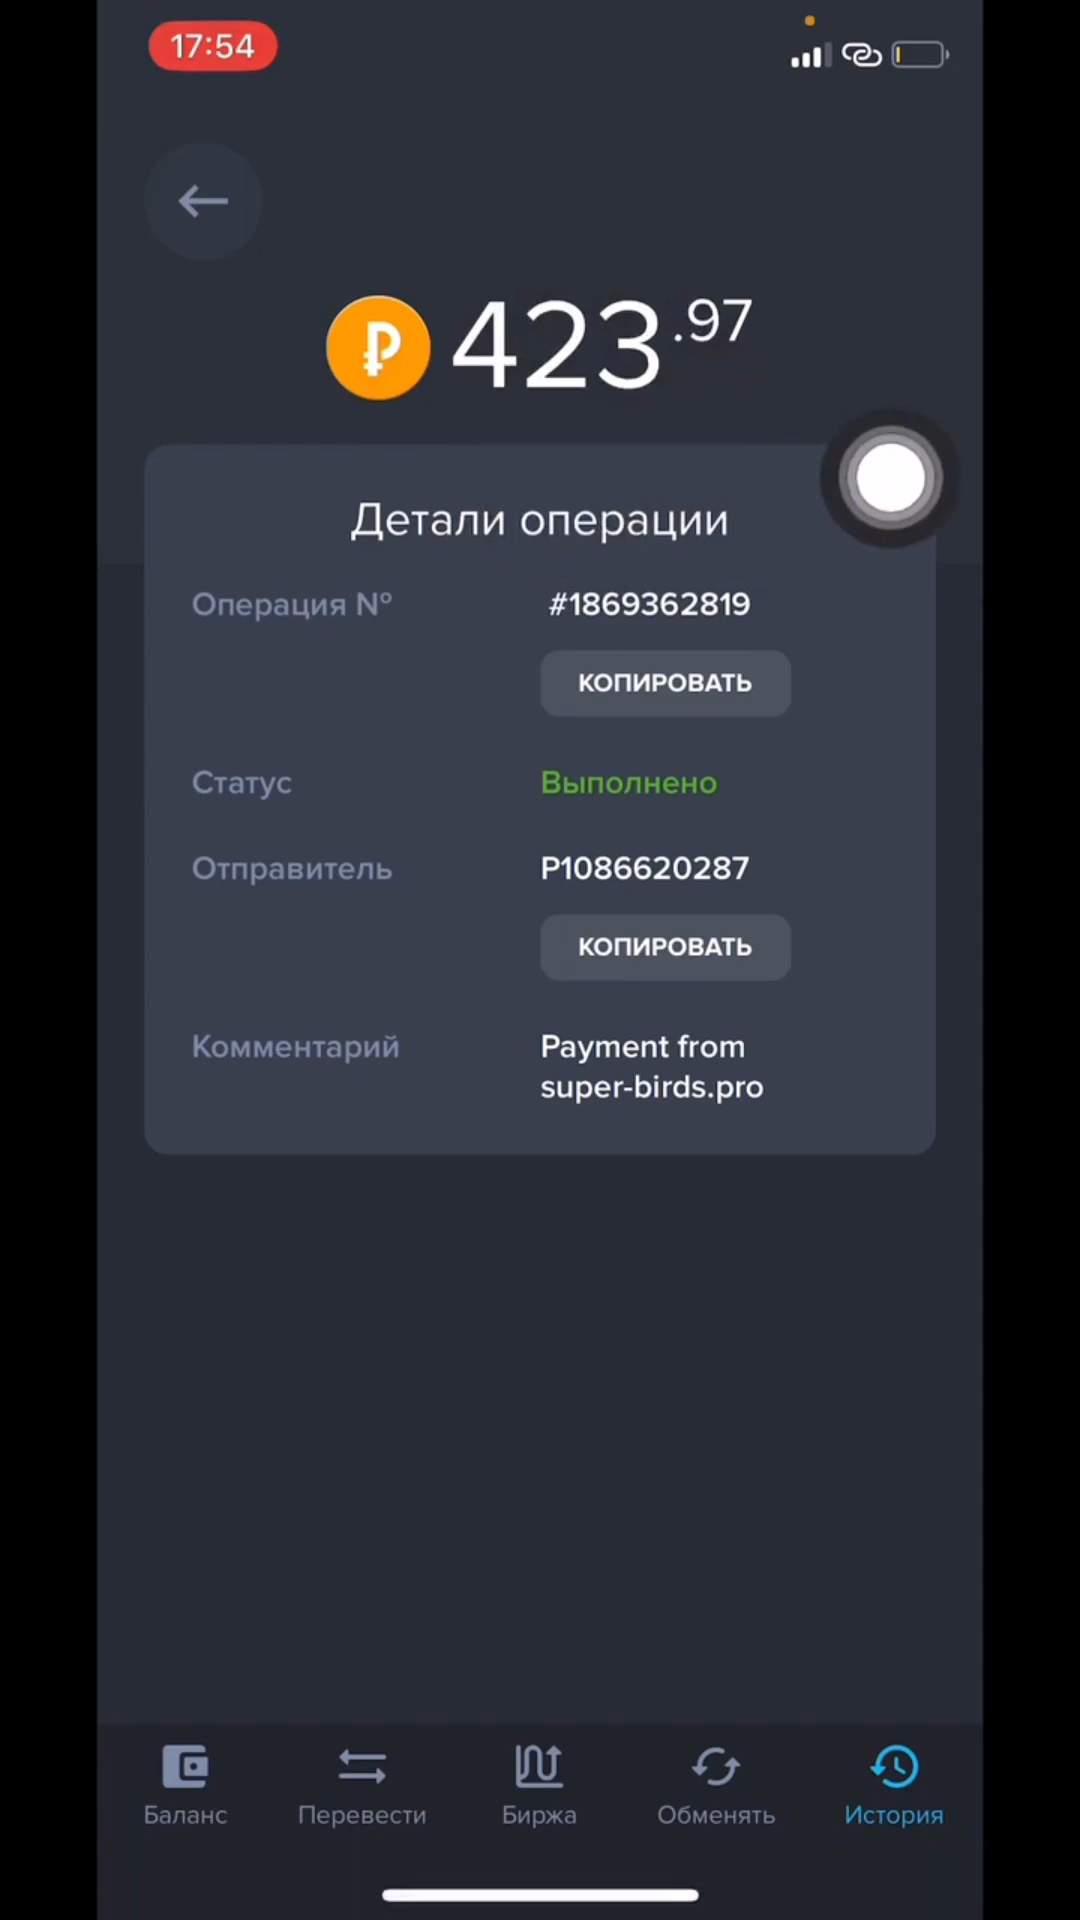 17:54
₽ 423.97
Детали операции
Операция № #1869362819
КОПИРОВАТЬ
Статус Выполнено
Отправитель P1086620287
КОПИРОВАТЬ
Комментарий Payment from
super-birds.pro
Баланс Перевести Биржа Обменять История